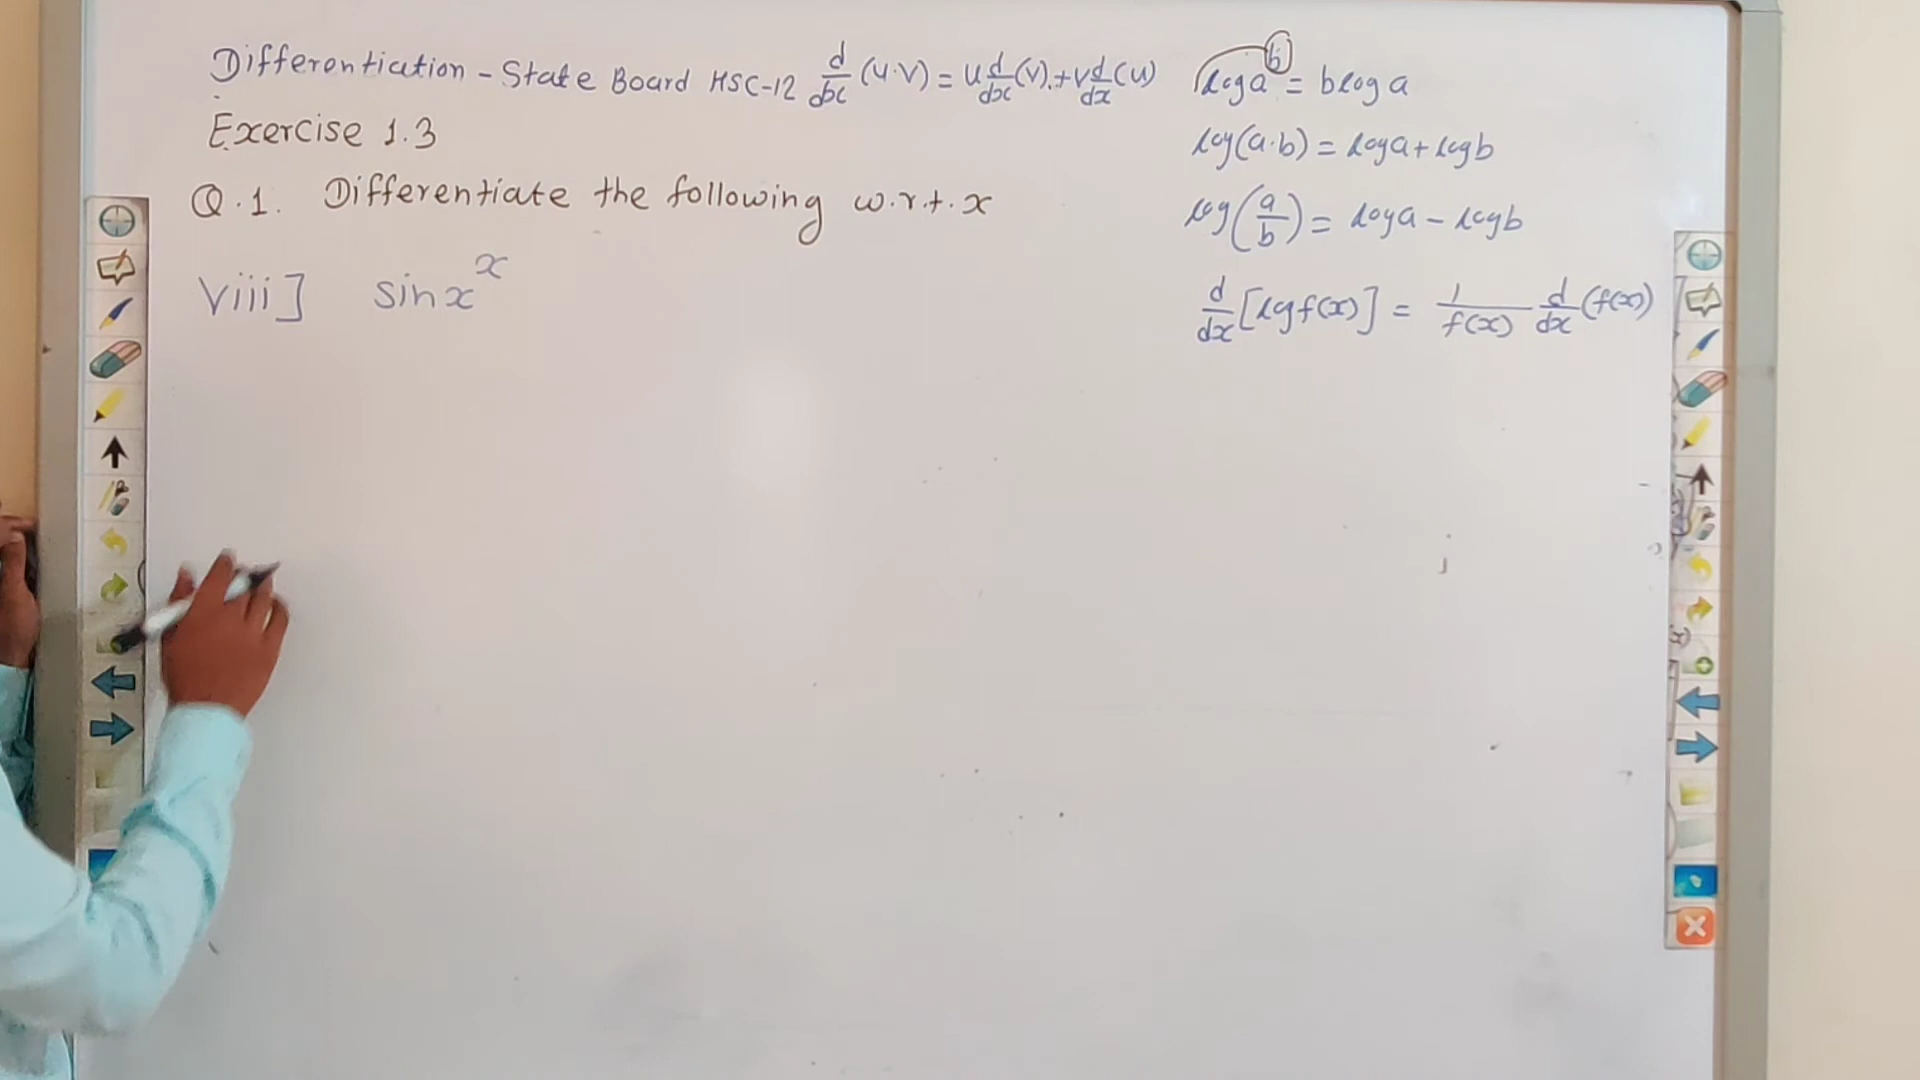 Differentiation - State Board HSC-12 d/dx (u·v) = u d/dx (v) + v d/dx (u)
Exercise 1.3
Q.1. Differentiate the following w.r.t. x
viii] sin x^x
log a^b = b log a
log(a·b) = log a + log b
log(a/b) = log a - log b
d/dx [log f(x)] = 1/f(x) d/dx (f(x))